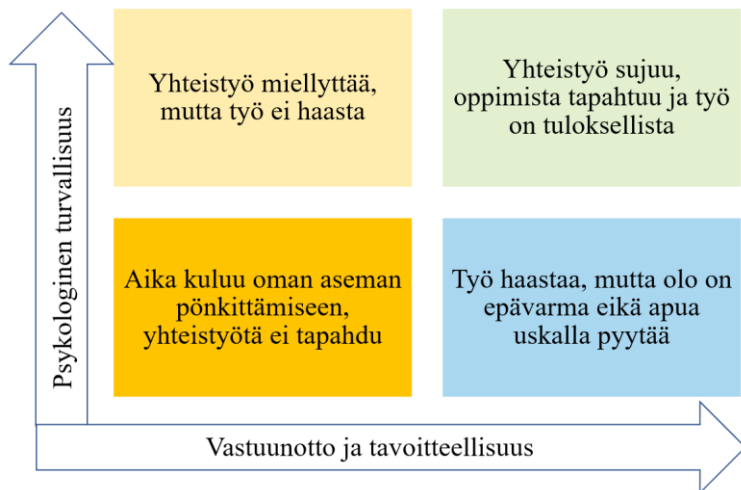 Psykologinen turvallisuus
Yhteistyö miellyttää,
mutta työ ei haasta
Yhteistyö sujuu,
oppimista tapahtuu ja työ
on tuloksellista
Aika kuluu oman aseman
pönkittämiseen,
yhteistyötä ei tapahdu
Työ haastaa, mutta olo on
epävarma eikä apua
uskalla pyytää
Vastuunotto ja tavoitteellisuus